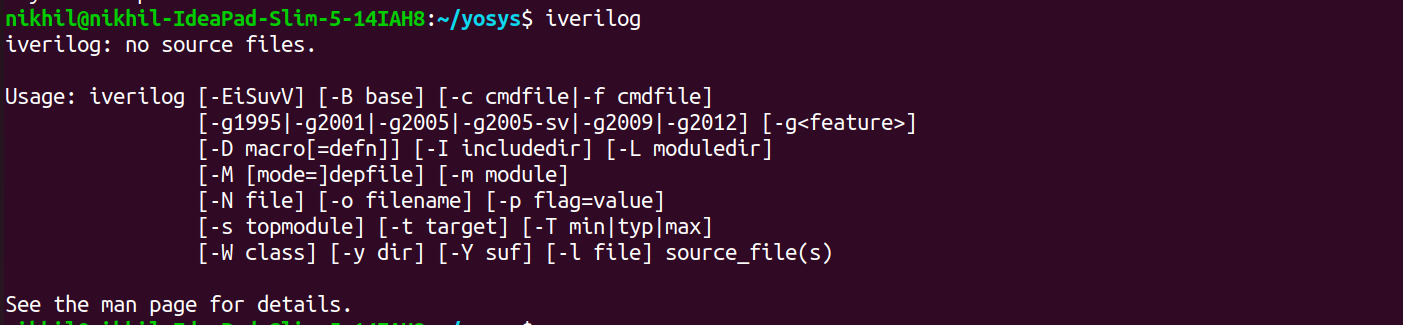 nikhil@nikhil-IdeaPad-Slim-5-14IAH8:~/yosys$ iverilog
iverilog: no source files.
Usage: iverilog [-EiSuvV] [-B base] [-c cmdfile|-f cmdfile]
[-g1995|-g2001|-g2005|-g2005-sv|-g2009|-g2012] [-g<feature>]
[-D macro[=defn]] [-I includedir] [-L moduledir]
[-M [mode=]depfile] [-m module]
[-N file] [-o filename] [-p flag=value]
[-s topmodule] [-t target] [-T min|typ|max]
[-W class] [-y dir] [-Y suf] [-l file] source_file(s)
See the man page for details.